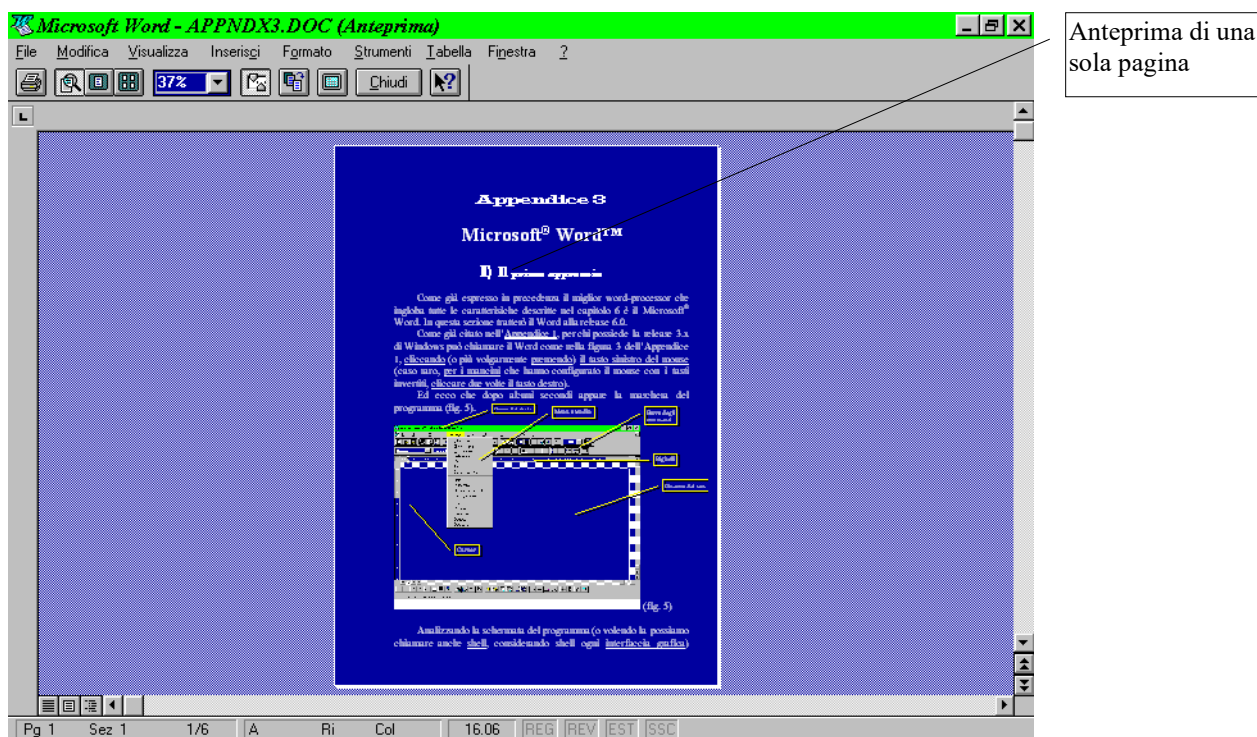 Microsoft Word - APPNDX3.DOC (Anteprima)
File Modifica Visualizza Inserisci Formato Strumenti Tabella Finestra ?
37% Chiudi
Anteprima di una
sola pagina
Appendice 3
Microsoft® Word™
I) Il primo approccio
Come già espresso in precedenza il miglior word-processor che
ingloba tutte le caratteristiche descritte nel capitolo 6 è il Microsoft®
Word. In questa sezione tratterò il Word alla release 6.0.
Come già citato nell'Appendice 1, per chi possiede la release 3.x
di Windows può chiamare il Word come nella figura 3 dell'Appendice
1, cliccando (o più volgarmente premendo) il tasto sinistro del mouse
(caso raro, per i mancini che hanno configurato il mouse con i tasti
invertiti, cliccare due volte il tasto destro).
Ed ecco che dopo alcuni secondi appare la maschera del
programma (fig. 5).
Righelli
Cursore
(fig. 5)
Analizzando la schermata del programma (o volendo la possiamo
chiamare anche shell, considerando shell ogni interfaccia grafica)
Pg 1 Sez 1 1/6 A Ri Col 16.06 REG REV EST SSC